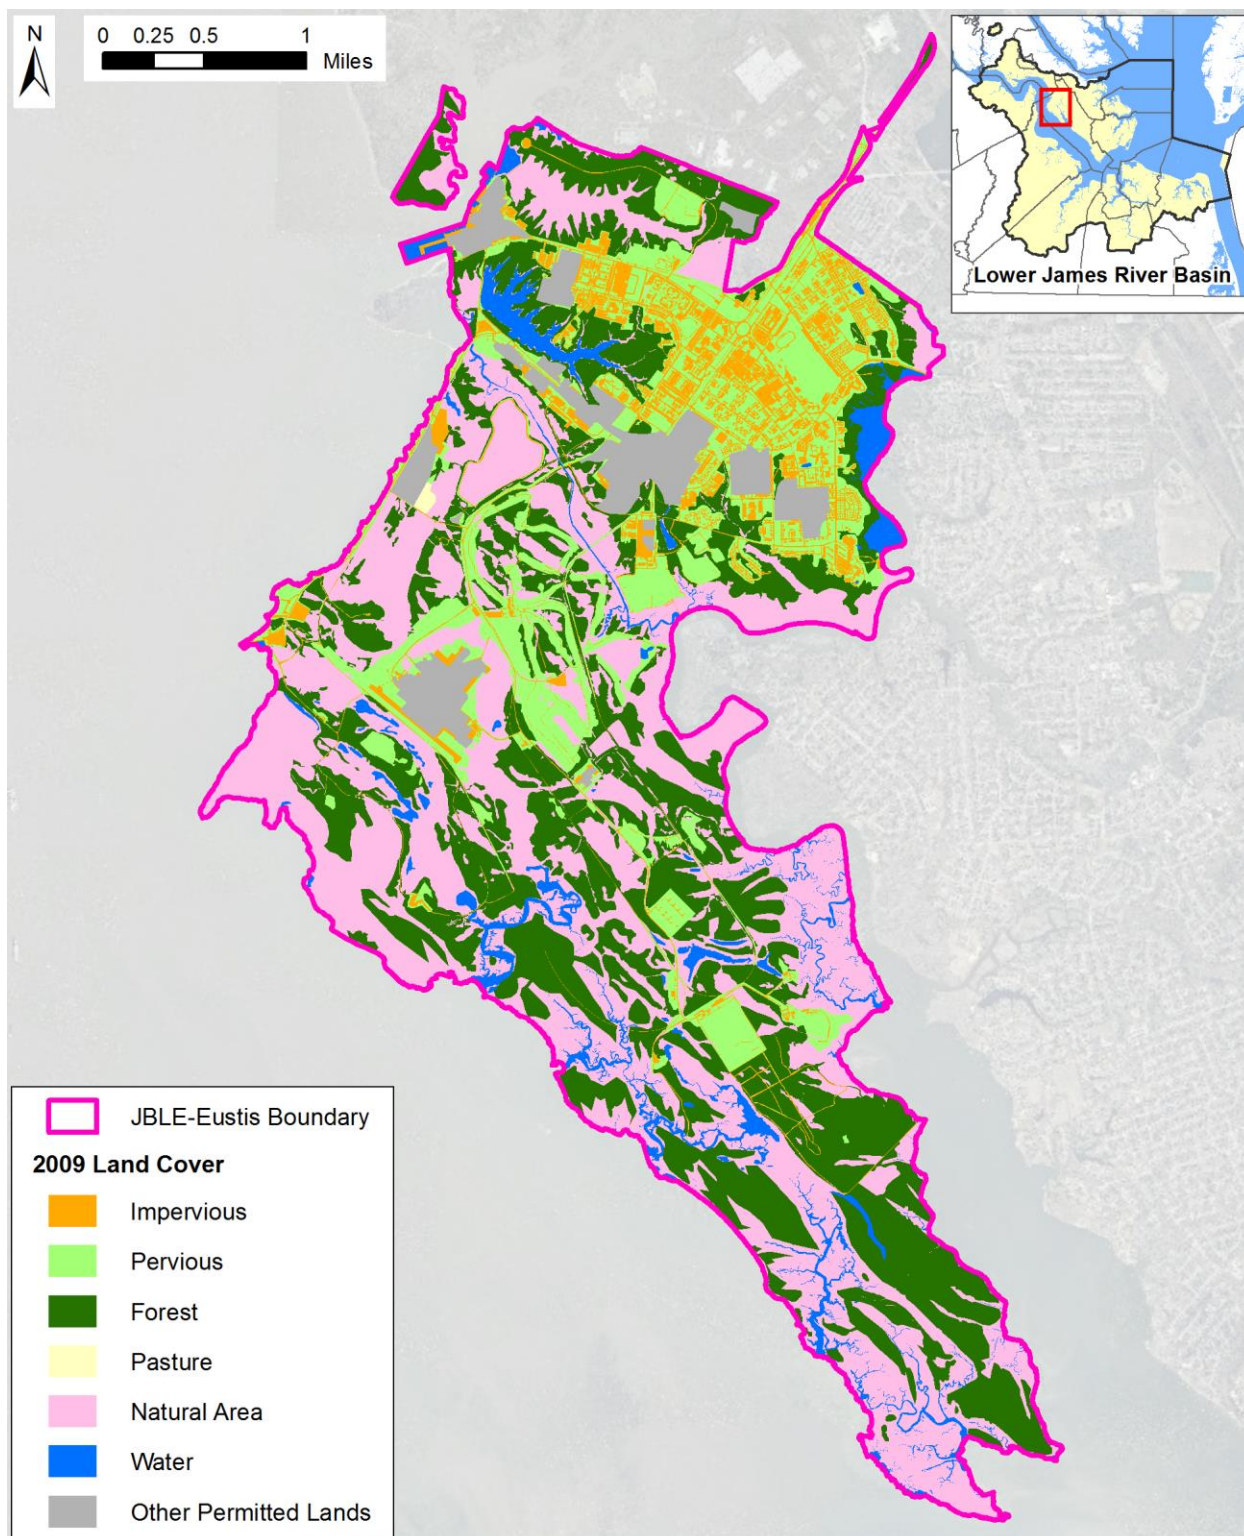 N
0 0.25 0.5 1
Miles
Lower James River Basin
JBLE-Eustis Boundary
2009 Land Cover
Impervious
Pervious
Forest
Pasture
Natural Area
Water
Other Permitted Lands